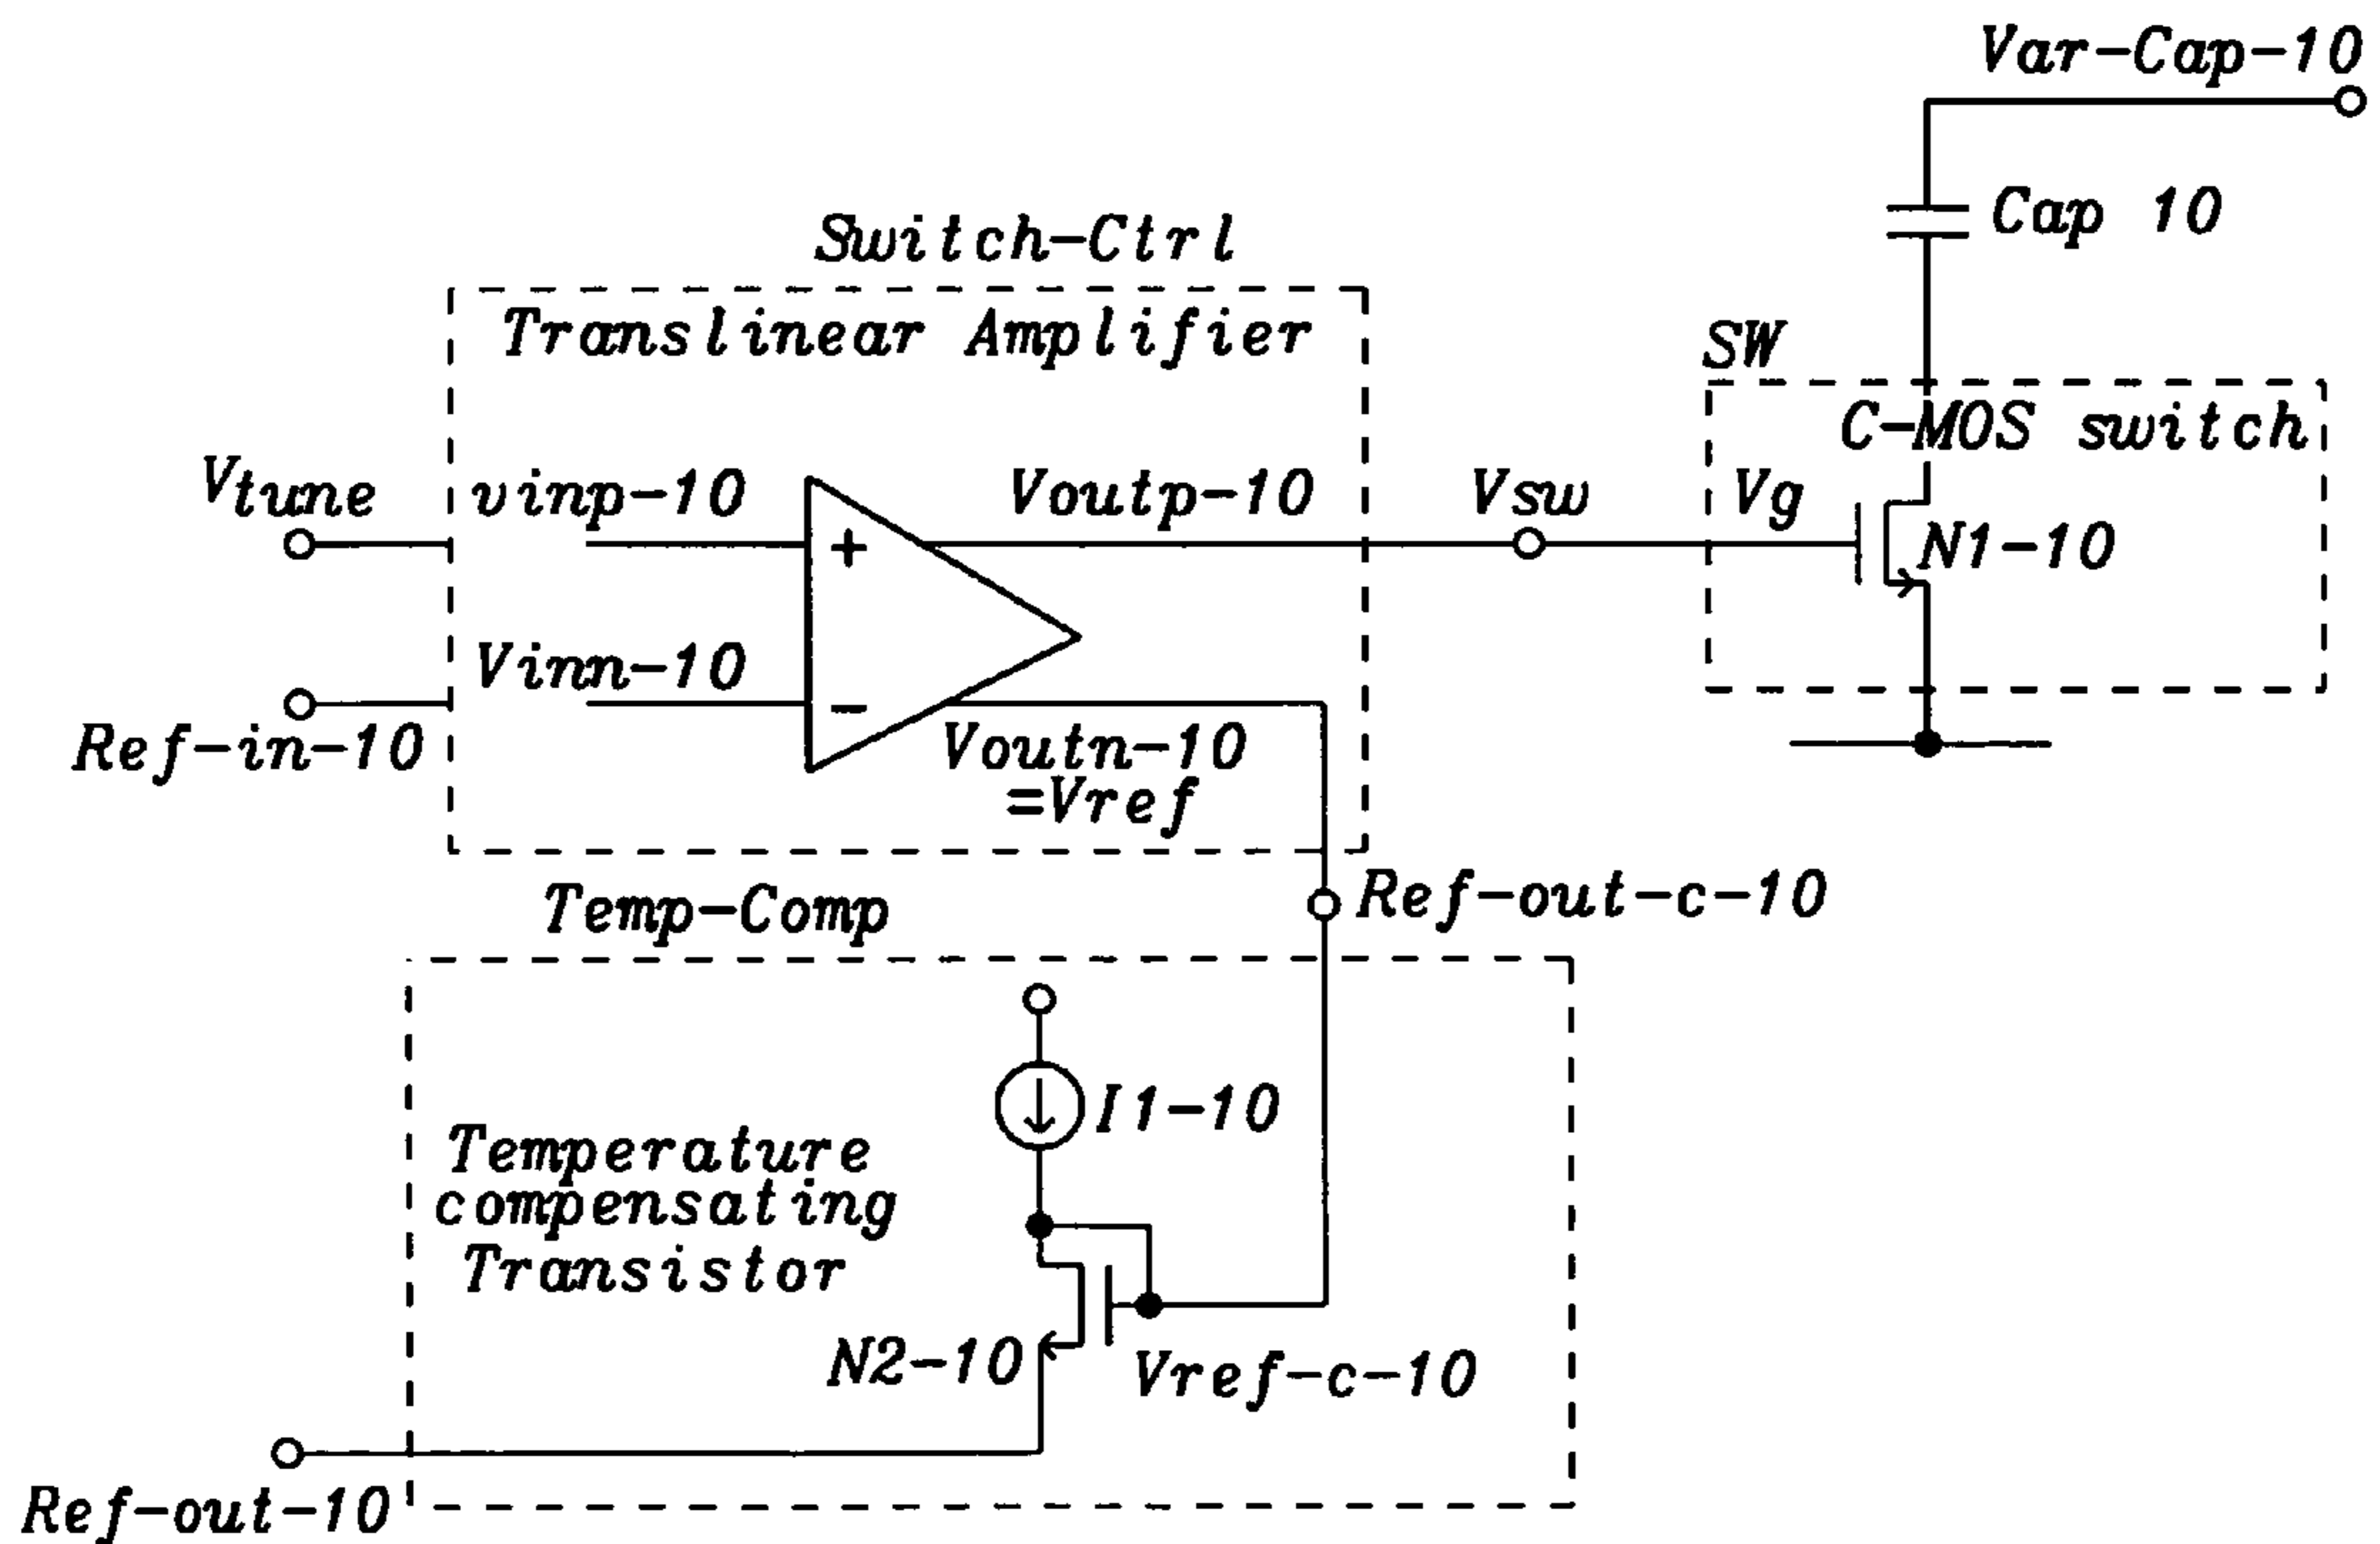 Var-Cap-10
Cap 10
Switch-Ctrl
Translinear Amplifier
SW
C-MOS switch
Vtune
vinp-10
+
Voutp-10
Vsw
Vg
N1-10
Vinn-10
-
Ref-in-10
Voutn-10
=Vref
Temp-Comp
Ref-out-c-10
I1-10
Temperature
compensating
Transistor
N2-10
Vref-c-10
Ref-out-10